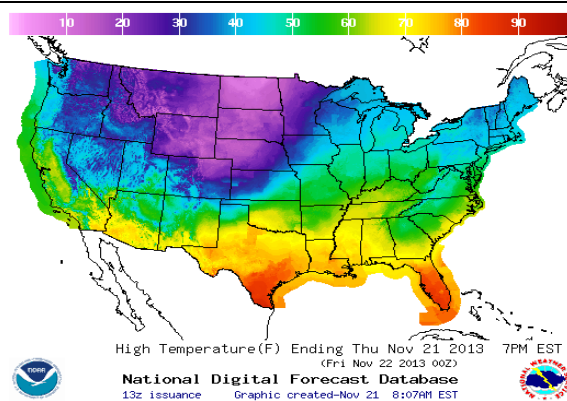 10 20 30 40 50 60 70 80 90
High Temperature(F) Ending Thu Nov 21 2013 7PM EST
(Fri Nov 22 2013 00Z)
National Digital Forecast Database
13z issuance Graphic created-Nov 21 8:07AM EST
NOAA